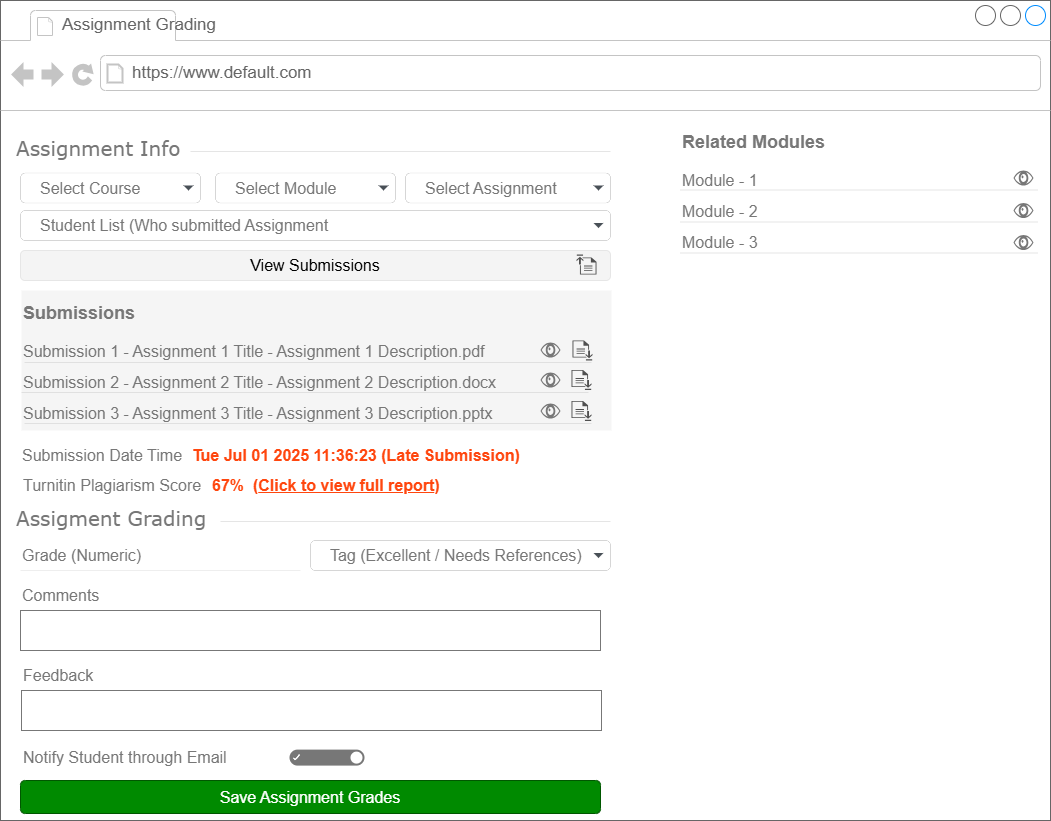 Assignment Grading
https://www.default.com
Assignment Info
Select Course
Select Module
Select Assignment
Student List (Who submitted Assignment
View Submissions
Submissions
Submission 1 - Assignment 1 Title - Assignment 1 Description.pdf
Submission 2 - Assignment 2 Title - Assignment 2 Description.docx
Submission 3 - Assignment 3 Title - Assignment 3 Description.pptx
Submission Date Time Tue Jul 01 2025 11:36:23 (Late Submission)
Turnitin Plagiarism Score 67% (Click to view full report)
Assigment Grading
Grade (Numeric)
Tag (Excellent / Needs References)
Comments
Feedback
Notify Student through Email
Save Assignment Grades
Related Modules
Module - 1
Module - 2
Module - 3